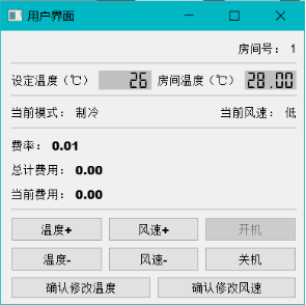 用户界面
房间号： 1
设定温度（℃） 26 房间温度（℃） 28.00
当前模式： 制冷 当前风速： 低
费率： 0.01
总计费用： 0.00
当前费用： 0.00
温度+ 风速+ 开机
温度- 风速- 关机
确认修改温度 确认修改风速